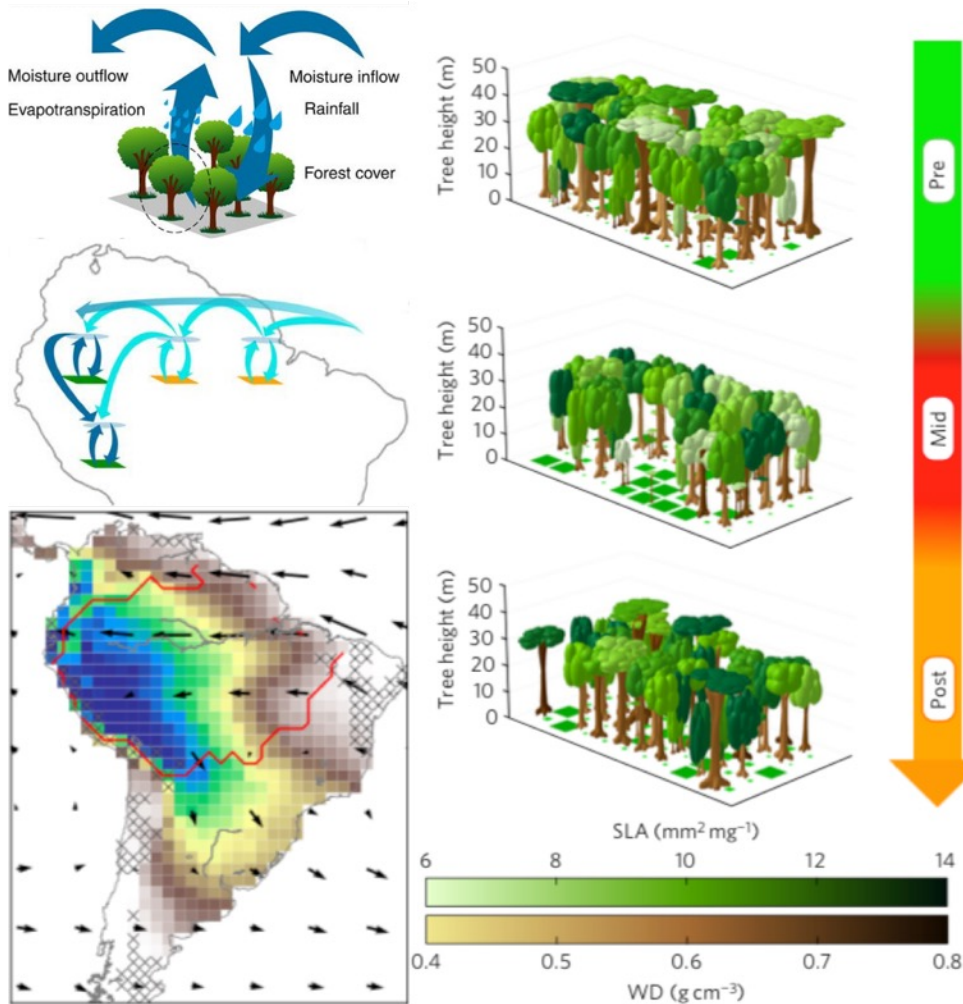 Moisture outflow
Moisture inflow
Evapotranspiration
Rainfall
Forest cover
Tree height (m)
50
40
30
20
10
0
Pre
Tree height (m)
50
40
30
20
10
0
Mid
Tree height (m)
50
40
30
20
10
0
Post
SLA (mm² mg⁻¹)
6 8 10 12 14
0.4 0.5 0.6 0.7 0.8
WD (g cm⁻³)